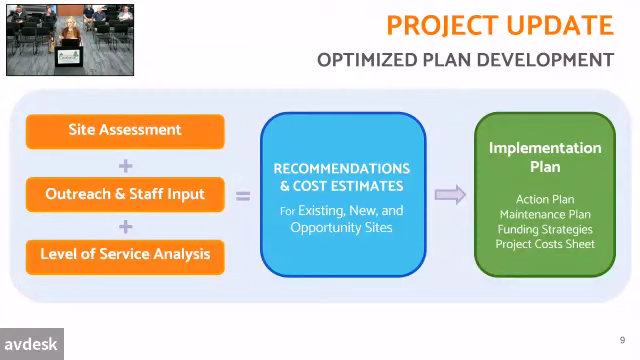 PROJECT UPDATE
OPTIMIZED PLAN DEVELOPMENT
Site Assessment
+
Outreach & Staff Input
+
Level of Service Analysis
=
RECOMMENDATIONS
& COST ESTIMATES
For Existing, New, and
Opportunity Sites
Implementation
Plan
Action Plan
Maintenance Plan
Funding Strategies
Project Costs Sheet
avdesk
9